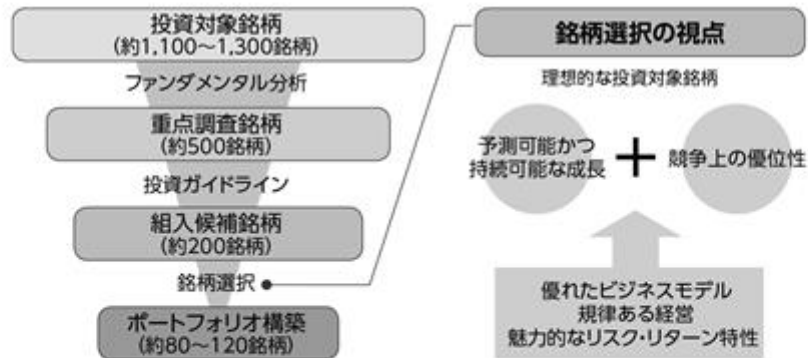 投資対象銘柄
(約1,100～1,300銘柄)
ファンダメンタル分析
重点調査銘柄
(約500銘柄)
投資ガイドライン
組入候補銘柄
(約200銘柄)
銘柄選択
ポートフォリオ構築
(約80～120銘柄)
銘柄選択の視点
理想的な投資対象銘柄
予測可能かつ
持続可能な成長
+
競争上の優位性
優れたビジネスモデル
規律ある経営
魅力的なリスク・リターン特性